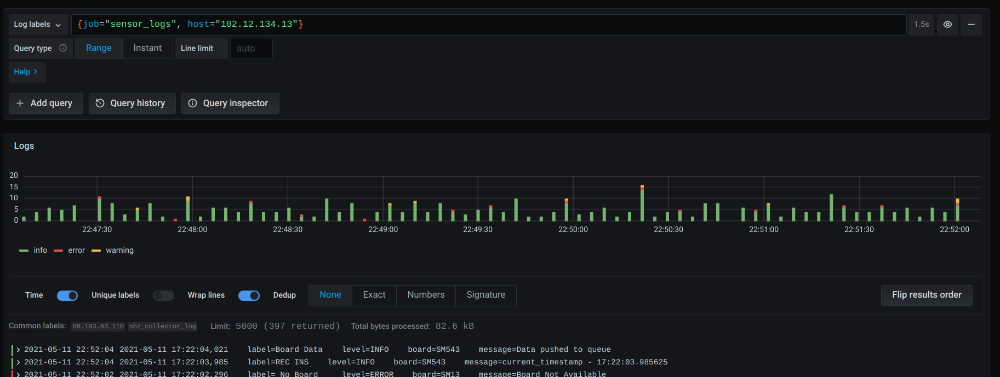 Log labels {job="sensor_logs", host="102.12.134.13"} 1.5s
Query type Range Instant Line limit auto
Help
Add query Query history Query inspector
Logs
20
15
10
5
0
22:47:30 22:48:00 22:48:30 22:49:00 22:49:30 22:50:00 22:50:30 22:51:00 22:51:30 22:52:00
info error warning
Time Unique labels Wrap lines Dedup None Exact Numbers Signature Flip results order
Common labels: 68.183.83.110 nbz_collector_log Limit: 5000 (397 returned) Total bytes processed: 82.6 kB
> 2021-05-11 22:52:04 2021-05-11 17:22:04,021 label=Board Data level=INFO board=SM543 message=Data pushed to queue
> 2021-05-11 22:52:04 2021-05-11 17:22:03,985 label=REC INS level=INFO board=SM543 message=current_timestamp - 17:22:03.985625
> 2021-05-11 22:52:02 2021-05-11 17:22:02,296 label= No Board level=ERROR board=SM13 message=Board Not Available